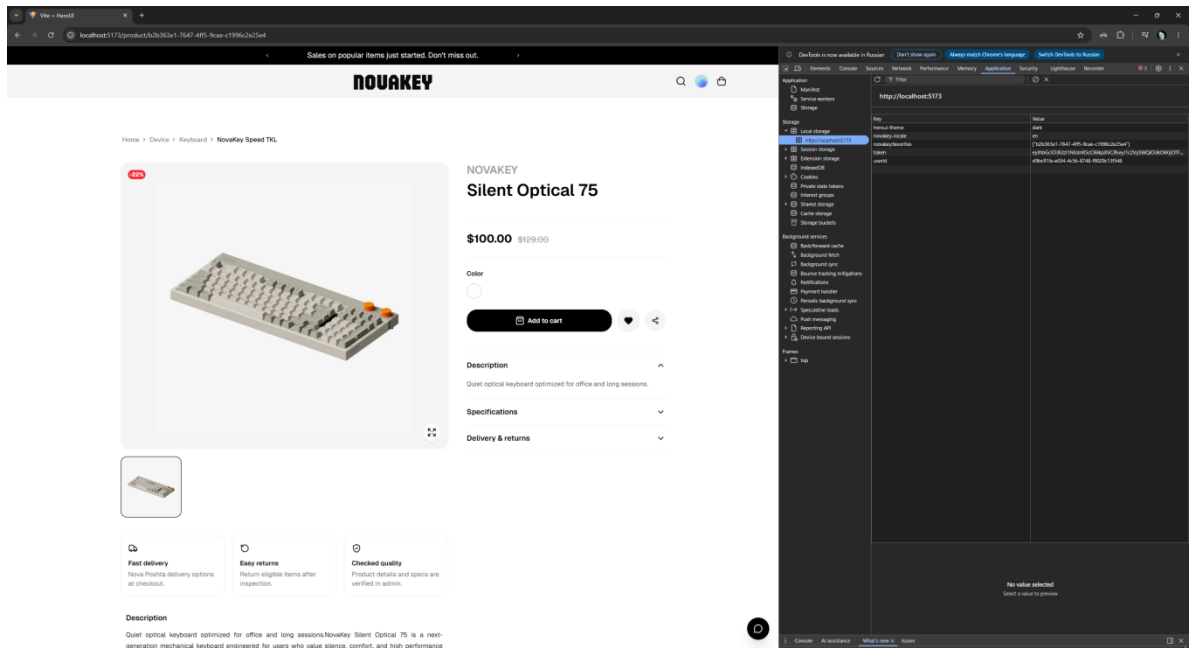 Vite + HeroUI
localhost:5173/product/b2b363e1-7647-4ff5-9cae-c1996c2e25e4
Sales on popular items just started. Don't miss out.
NOVAKEY
Home > Device > Keyboard > NovaKey Speed TKL
-22%
NOVAKEY
Silent Optical 75
$100.00 $129.00
Color
Add to cart
Description
Quiet optical keyboard optimized for office and long sessions.
Specifications
Delivery & returns
Fast delivery
Nova Poshta delivery options
at checkout.
Easy returns
Return eligible items after
inspection.
Checked quality
Product details and specs are
verified in admin.
Description
Quiet optical keyboard optimized for office and long sessions.NovaKey Silent Optical 75 is a next-
generation mechanical keyboard engineered for users who value silence, comfort, and high performance
DevTools is now available in Russian Don't show again Always match Chrome's language Switch DevTools to Russian
Elements Console Sources Network Performance Memory Application Security Lighthouse Recorder
Application
Manifest
Service workers
Storage
Storage
Local storage
http://localhost:5173
Session storage
Extension storage
IndexedDB
Cookies
Private state tokens
Interest groups
Shared storage
Cache storage
Storage buckets
Background services
Back/forward cache
Background fetch
Background sync
Bounce tracking mitigations
Notifications
Payment handler
Periodic background sync
Speculative loads
Push messaging
Reporting API
Device bound sessions
Frames
top
Filter
http://localhost:5173
Key Value
heroui-theme dark
novakey-locale en
novakey:favorites
token
userId
No value selected
Select a value to preview
Console AI assistance What's new Issues